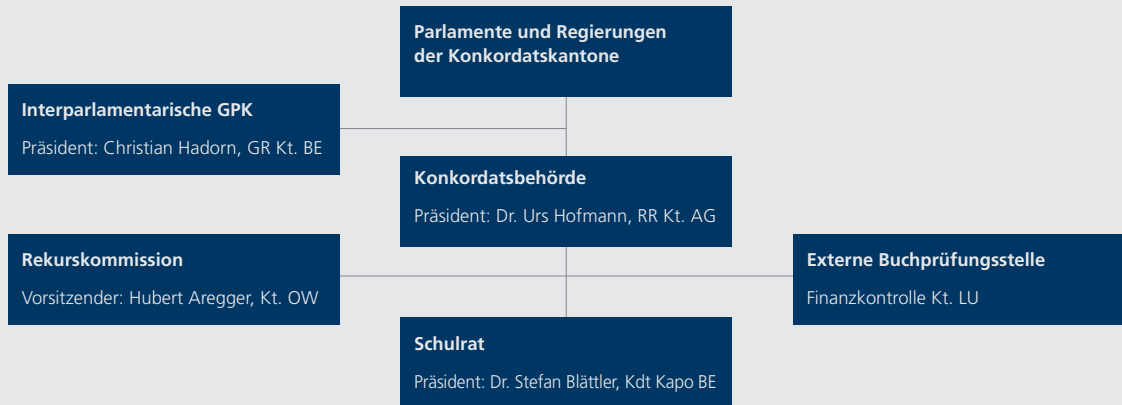 Parlamente und Regierungen
der Konkordatskantone
Interparlamentarische GPK
Präsident: Christian Hadorn, GR Kt. BE
Konkordatsbehörde
Präsident: Dr. Urs Hofmann, RR Kt. AG
Rekurskommission
Vorsitzender: Hubert Aregger, Kt. OW
Externe Buchprüfungsstelle
Finanzkontrolle Kt. LU
Schulrat
Präsident: Dr. Stefan Blättler, Kdt Kapo BE